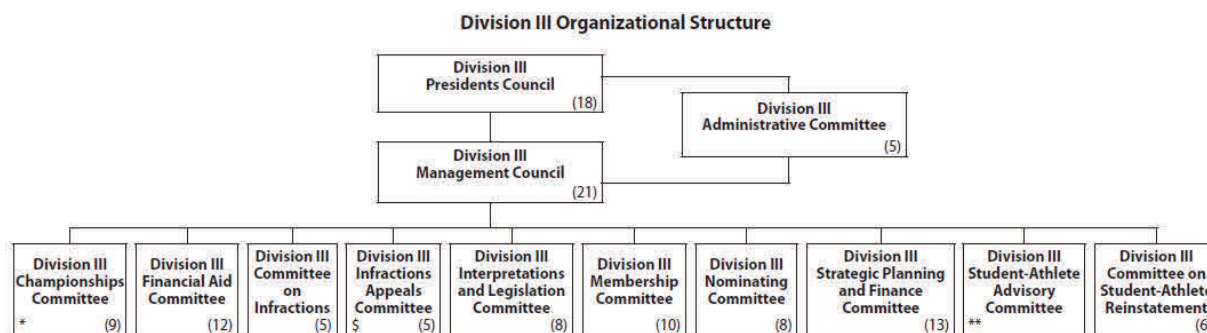 Division III Organizational Structure
Division III
Presidents Council
(18)
Division III
Administrative Committee
(5)
Division III
Management Council
(21)
Division III
Championships
Committee
* (9)
Division III
Financial Aid
Committee
(12)
Division III
Committee
on
Infractions
(5)
Division III
Infractions
Appeals
Committee
$ (5)
Division III
Interpretations
and Legislation
Committee
(8)
Division III
Membership
Committee
(10)
Division III
Nominating
Committee
(8)
Division III
Strategic Planning
and Finance
Committee
(13)
Division III
Student-Athlete
Advisory
Committee
**
Division III
Committee on
Student-Athlete
Reinstatement
(6